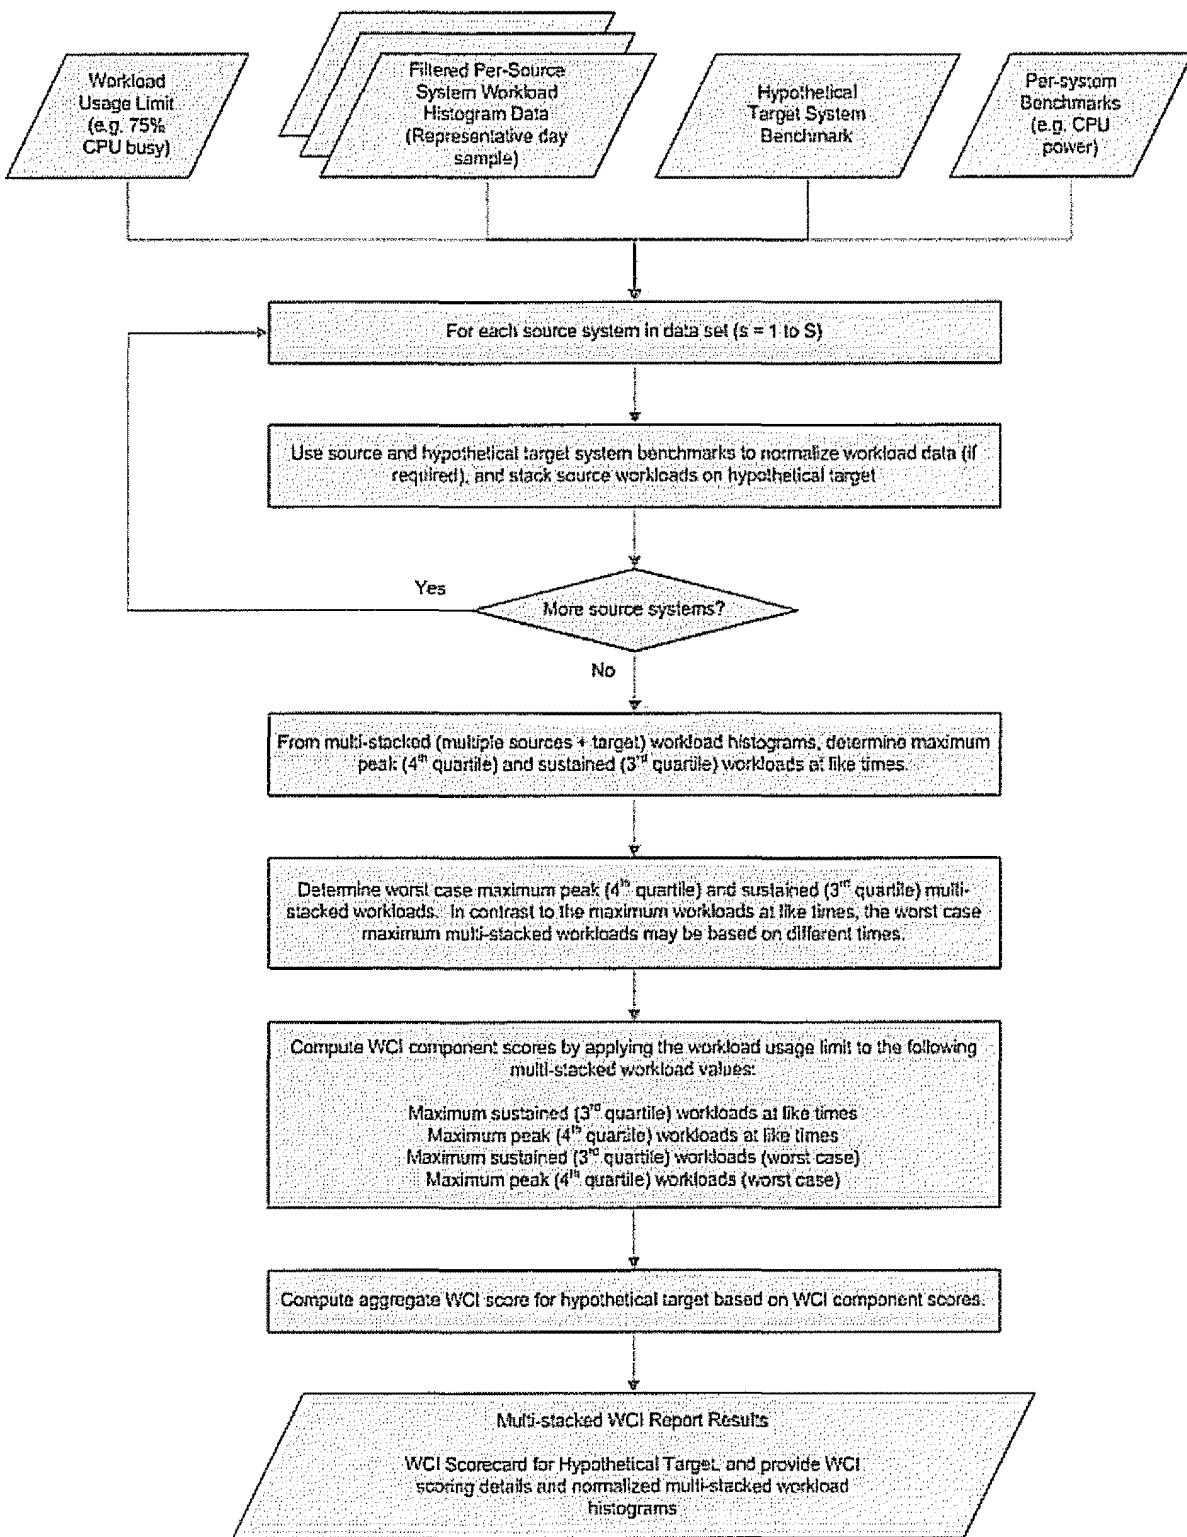 Workload
Usage Limit
(e.g. 75%
CPU busy)
Filtered Per-Source
System Workload
Histogram Data
(Representative day
sample)
Hypothetical
Target System
Benchmark
Per-system
Benchmarks
(e.g. CPU
power)
For each source system in data set (s = 1 to S)
Use source and hypothetical target system benchmarks to normalize workload data (if
required), and stack source workloads on hypothetical target
Yes
More source systems?
No
From multi-stacked (multiple sources + target) workload histograms, determine maximum
peak (4th quartile) and sustained (3rd quartile) workloads at like times.
Determine worst case maximum peak (4th quartile) and sustained (3rd quartile) multi-
stacked workloads. In contrast to the maximum workloads at like times, the worst case
maximum multi-stacked workloads may be based on different times.
Compute WCI component scores by applying the workload usage limit to the following
multi-stacked workload values:
Maximum sustained (3rd quartile) workloads at like times
Maximum peak (4th quartile) workloads at like times
Maximum sustained (3rd quartile) workloads (worst case)
Maximum peak (4th quartile) workloads (worst case)
Compute aggregate WCI score for hypothetical target based on WCI component scores.
Multi-stacked WCI Report Results
WCI Scorecard for Hypothetical Target, and provide WCI
scoring details and normalized multi-stacked workload
histograms